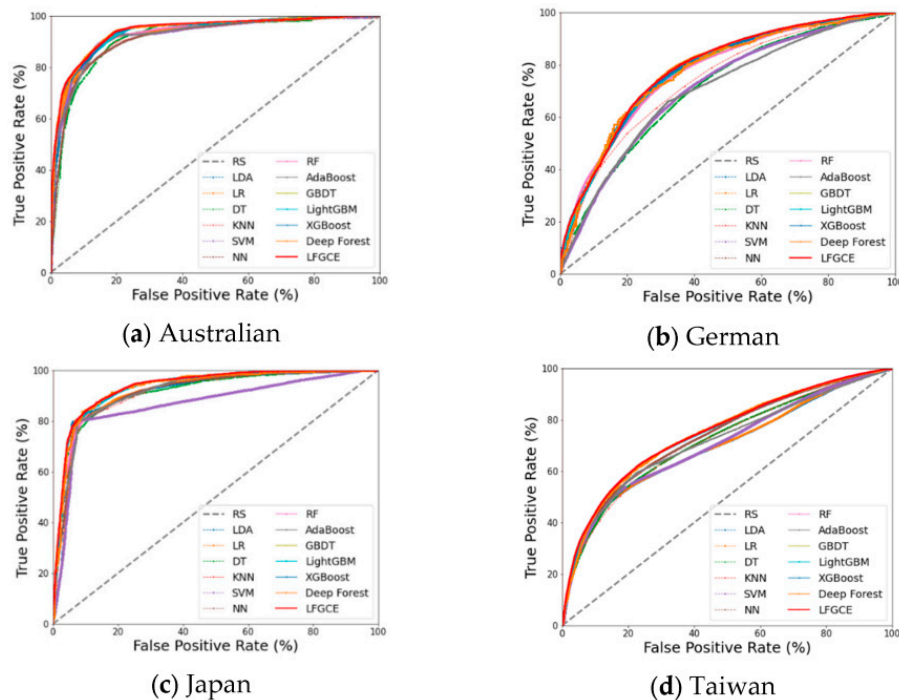 True Positive Rate (%)
100
80
60
40
20
0
RS
LDA
LR
DT
KNN
SVM
NN
RF
AdaBoost
GBDT
LightGBM
XGBoost
Deep Forest
LFGCE
0 20 40 60 80 100
False Positive Rate (%)
(a) Australian
True Positive Rate (%)
100
80
60
40
20
0
RS
LDA
LR
DT
KNN
SVM
NN
RF
AdaBoost
GBDT
LightGBM
XGBoost
Deep Forest
LFGCE
0 20 40 60 80 100
False Positive Rate (%)
(b) German
True Positive Rate (%)
100
80
60
40
20
0
RS
LDA
LR
DT
KNN
SVM
NN
RF
AdaBoost
GBDT
LightGBM
XGBoost
Deep Forest
LFGCE
0 20 40 60 80 100
False Positive Rate (%)
(c) Japan
True Positive Rate (%)
100
80
60
40
20
0
RS
LDA
LR
DT
KNN
SVM
NN
RF
AdaBoost
GBDT
LightGBM
XGBoost
Deep Forest
LFGCE
0 20 40 60 80 100
False Positive Rate (%)
(d) Taiwan